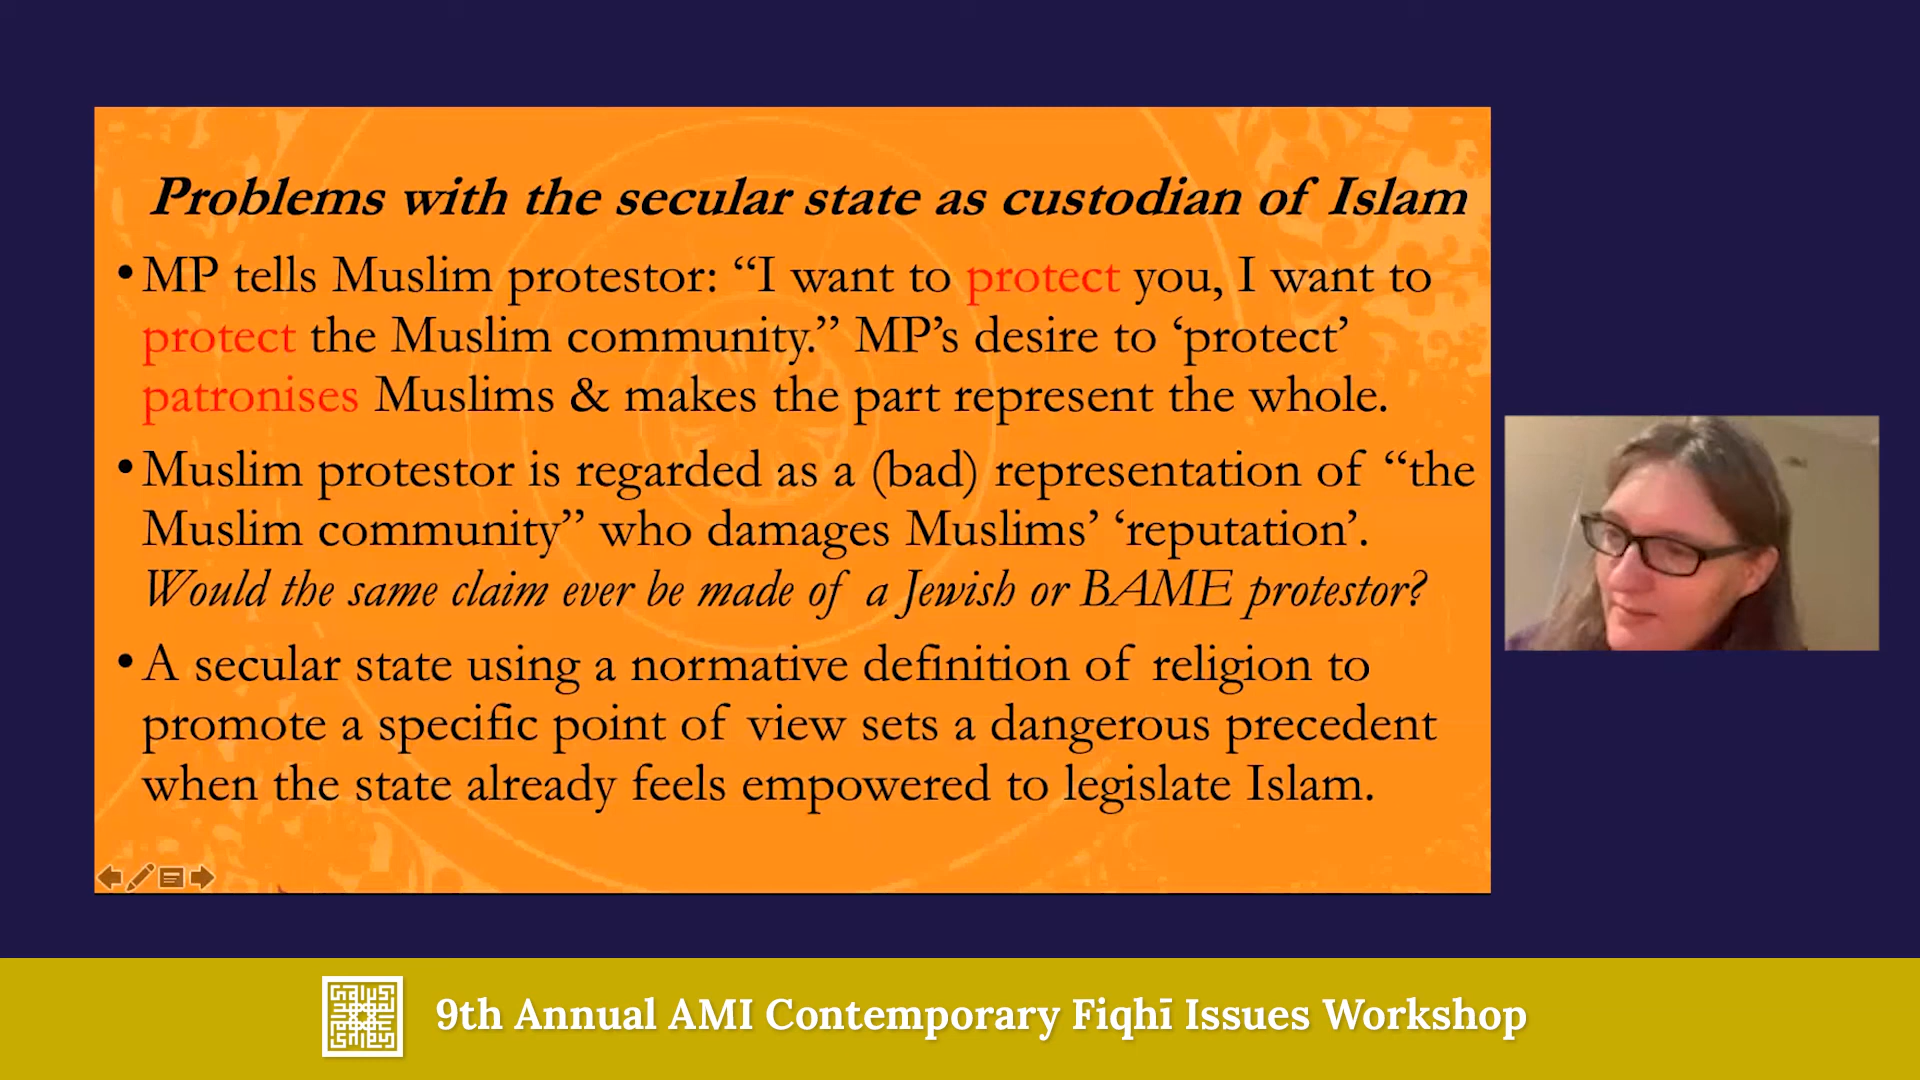 Problems with the secular state as custodian of Islam
• MP tells Muslim protestor: “I want to protect you, I want to
protect the Muslim community.” MP’s desire to ‘protect’
patronises Muslims & makes the part represent the whole.
• Muslim protestor is regarded as a (bad) representation of “the
Muslim community” who damages Muslims’ ‘reputation’.
Would the same claim ever be made of a Jewish or BAME protestor?
• A secular state using a normative definition of religion to
promote a specific point of view sets a dangerous precedent
when the state already feels empowered to legislate Islam.
9th Annual AMI Contemporary Fiqhī Issues Workshop